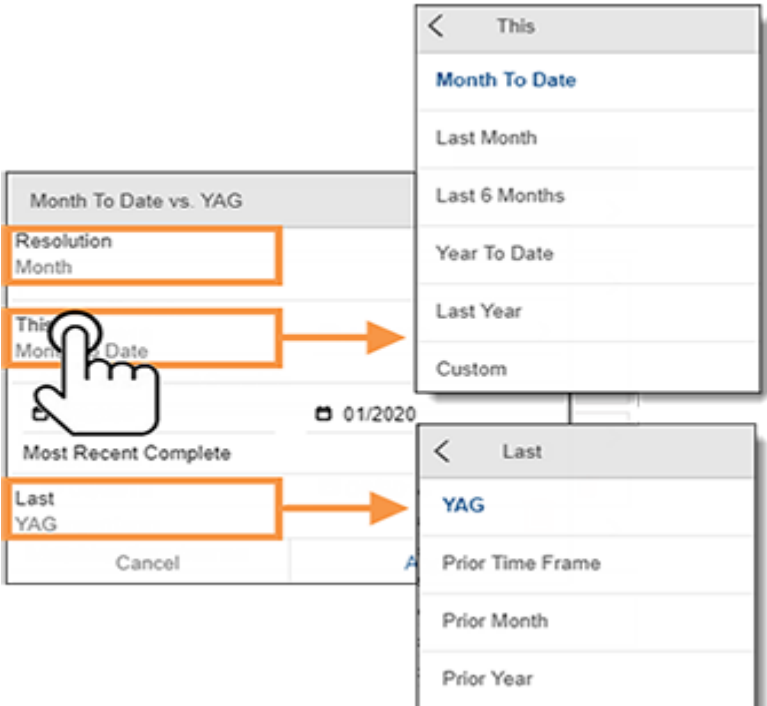 This
Month To Date
Last Month
Last 6 Months
Year To Date
Last Year
Custom
Month To Date vs. YAG
Resolution
Month
This
Date
01/2020
Most Recent Complete
Last
YAG
Cancel
Last
YAG
Prior Time Frame
Prior Month
Prior Year